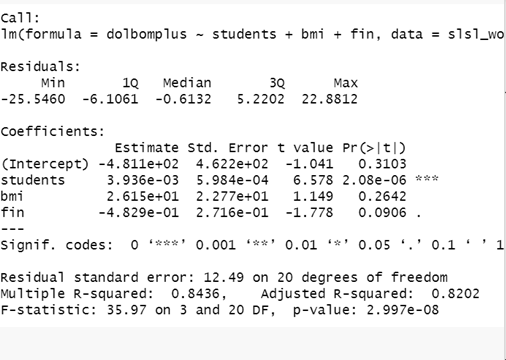 Call:
lm(formula = dolbomplus ~ students + bmi + fin, data = slsl_wo
Residuals:
Min 1Q Median 3Q Max
-25.5460 -6.1061 -0.6132 5.2202 22.8812
Coefficients:
Estimate Std. Error t value Pr(>|t|)
(Intercept) -4.811e+02 4.622e+02 -1.041 0.3103
students 3.936e-03 5.984e-04 6.578 2.08e-06 ***
bmi 2.615e+01 2.277e+01 1.149 0.2642
fin -4.829e-01 2.716e-01 -1.778 0.0906 .
---
Signif. codes: 0 ‘***’ 0.001 ‘**’ 0.01 ‘*’ 0.05 ‘.’ 0.1 ‘ ’ 1
Residual standard error: 12.49 on 20 degrees of freedom
Multiple R-squared: 0.8436, Adjusted R-squared: 0.8202
F-statistic: 35.97 on 3 and 20 DF, p-value: 2.997e-08